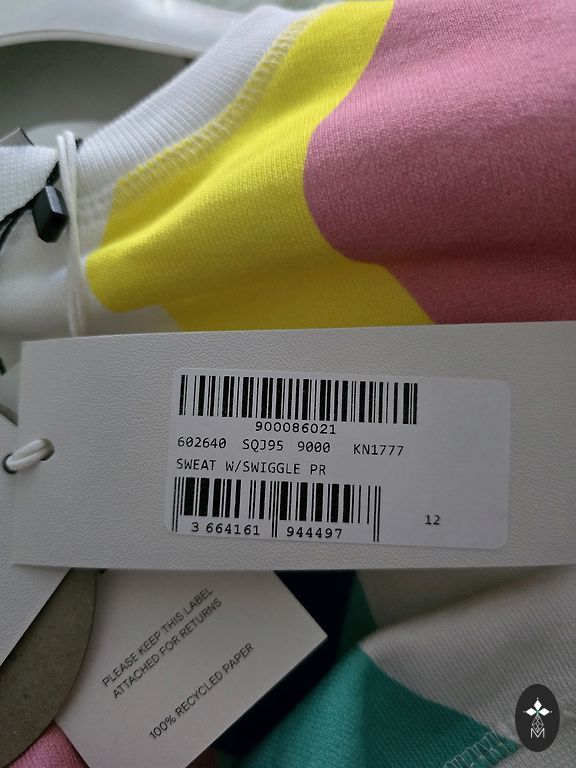 900086021
602640 SQJ95 9000 KN1777
SWEAT W/SWIGGLE PR
3 664161 944497
12
PLEASE KEEP THIS LABEL
ATTACHED FOR RETURNS
100% RECYCLED PAPER
M